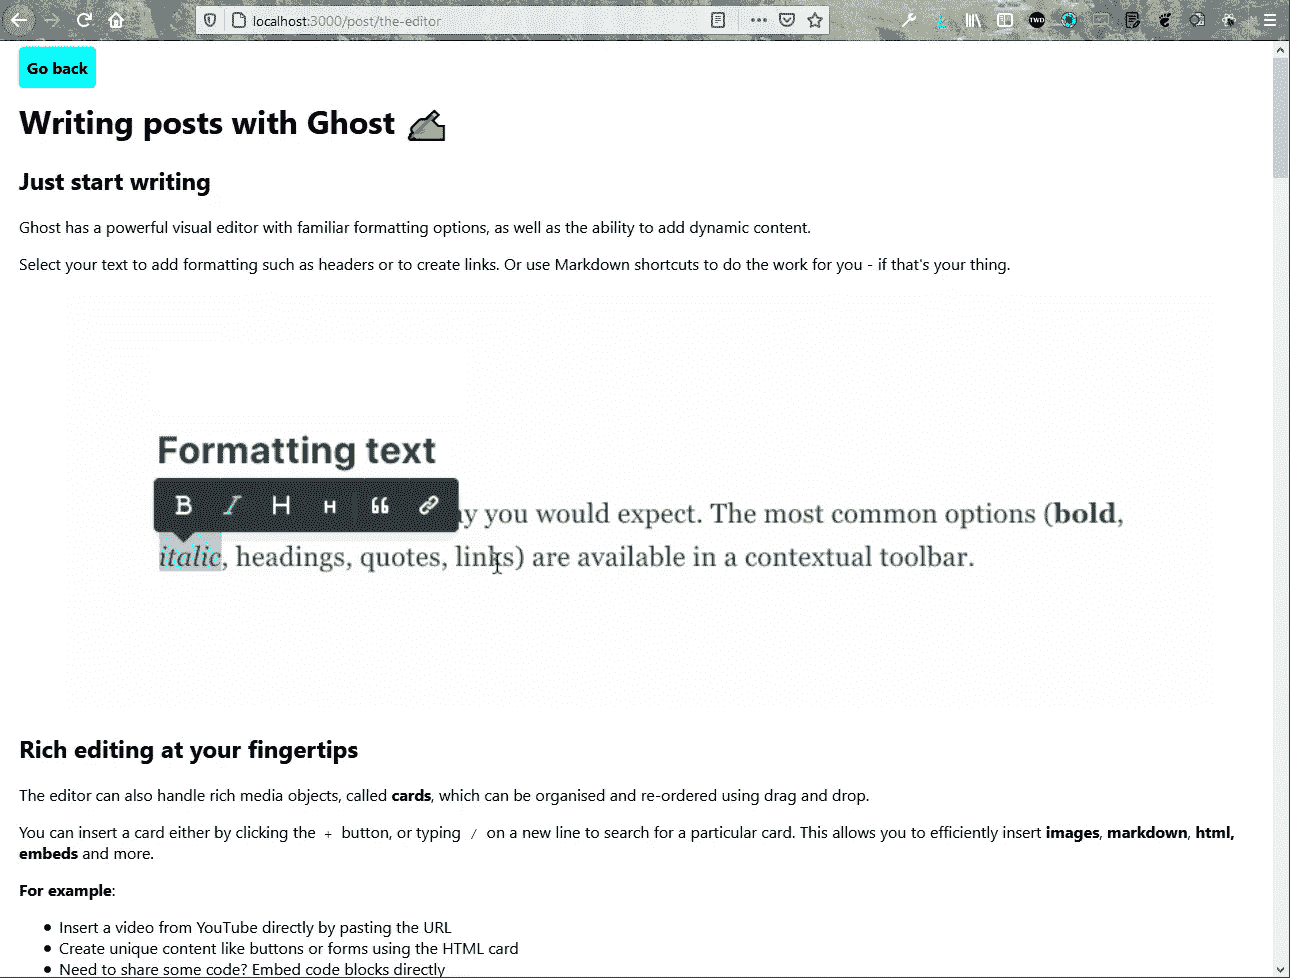 localhost:3000/post/the-editor
TWD
Go back
Writing posts with Ghost ✍
Just start writing
Ghost has a powerful visual editor with familiar formatting options, as well as the ability to add dynamic content.
Select your text to add formatting such as headers or to create links. Or use Markdown shortcuts to do the work for you - if that's your thing.
Formatting text
B I H H
you would expect. The most common options (bold,
italic, headings, quotes, links) are available in a contextual toolbar.
Rich editing at your fingertips
The editor can also handle rich media objects, called cards, which can be organised and re-ordered using drag and drop.
You can insert a card either by clicking the + button, or typing / on a new line to search for a particular card. This allows you to efficiently insert images, markdown, html,
embeds and more.
For example:
• Insert a video from YouTube directly by pasting the URL
• Create unique content like buttons or forms using the HTML card
• Need to share some code? Embed code blocks directly